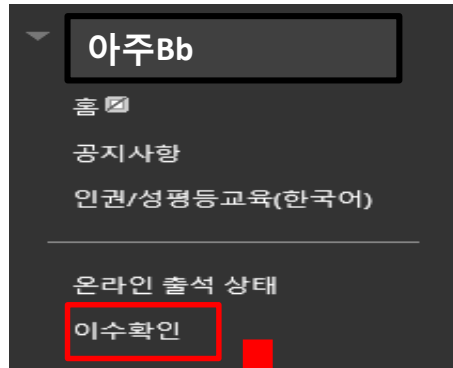 아주Bb
홈
공지사항
인권/성평등교육(한국어)
온라인 출석 상태
이수확인